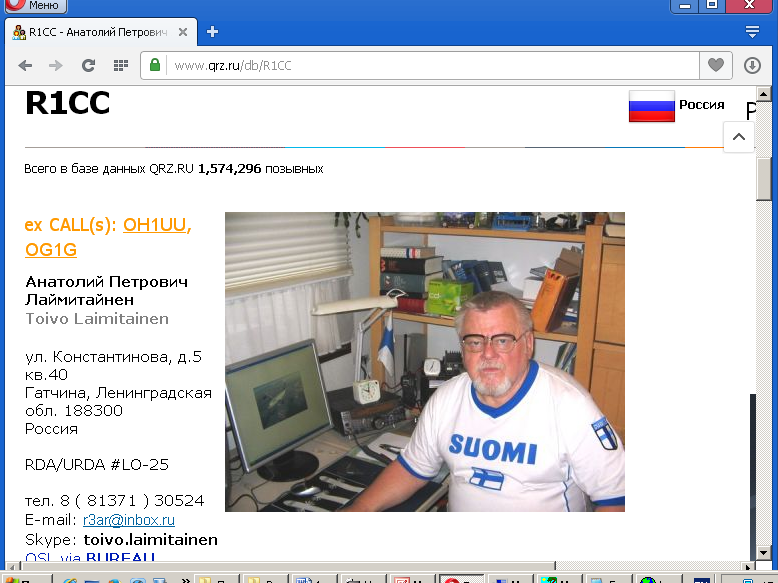 Меню
R1CC - Анатолий Петрович
www.qrz.ru/db/R1CC
R1CC
Россия
Р
Всего в базе данных QRZ.RU 1,574,296 позывных
ex CALL(s): OH1UU,
OG1G
Анатолий Петрович
Лаймитайнен
Toivo Laimitainen
ул. Константинова, д.5
кв.40
Гатчина, Ленинградская
обл. 188300
Россия
RDA/URDA #LO-25
тел. 8 ( 81371 ) 30524
E-mail: r3ar@inbox.ru
Skype: toivo.laimitainen
QSL via BUREAU
SUOMI